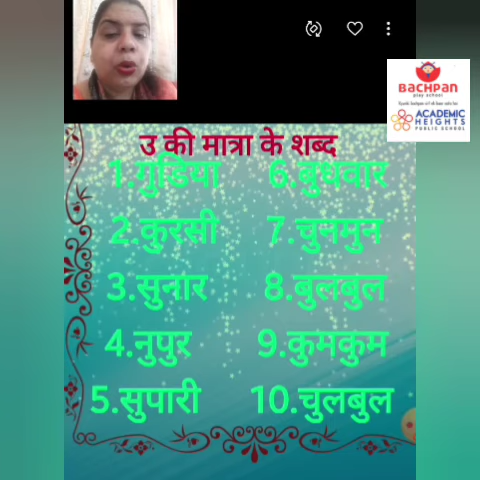 BACHPAN
play school
ACADEMIC
HEIGHTS
PUBLIC SCHOOL
उ की मात्रा के शब्द
1.गुडिया 6.बुधवार
2.कुरसी 7.चुनमुन
3.सुनार 8.बुलबुल
4.नुपुर 9.कुमकुम
5.सुपारी 10.चुलबुल